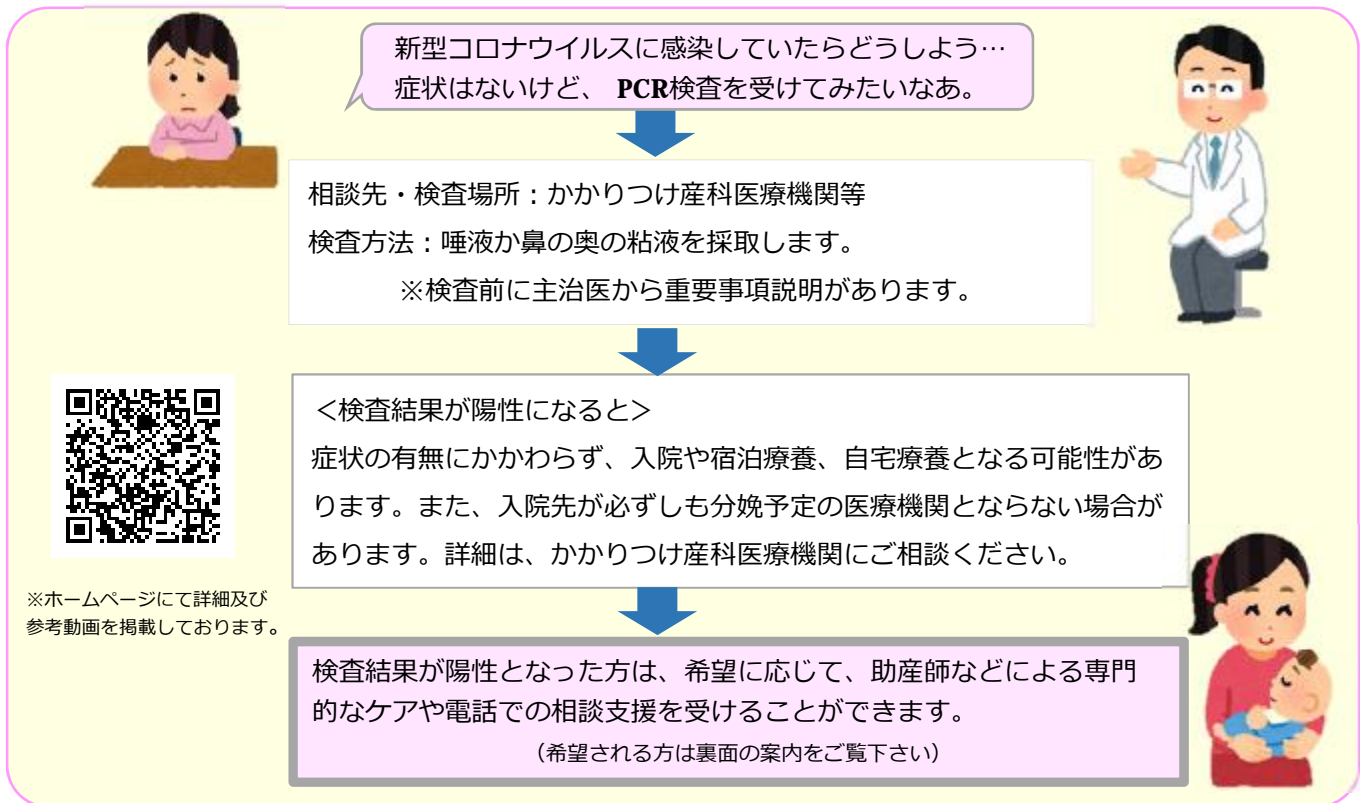 新型コロナウイルスに感染していたらどうしよう…
症状はないけど、 PCR検査を受けてみたいなあ。
相談先・検査場所：かかりつけ産科医療機関等
検査方法：唾液か鼻の奥の粘液を採取します。
※検査前に主治医から重要事項説明があります。
＜検査結果が陽性になると＞
症状の有無にかかわらず、入院や宿泊療養、自宅療養となる可能性があ
ります。また、入院先が必ずしも分娩予定の医療機関とならない場合が
あります。詳細は、かかりつけ産科医療機関にご相談ください。
※ホームページにて詳細及び
参考動画を掲載しております。
検査結果が陽性となった方は、希望に応じて、助産師などによる専門
的なケアや電話での相談支援を受けることができます。
（希望される方は裏面の案内をご覧下さい）